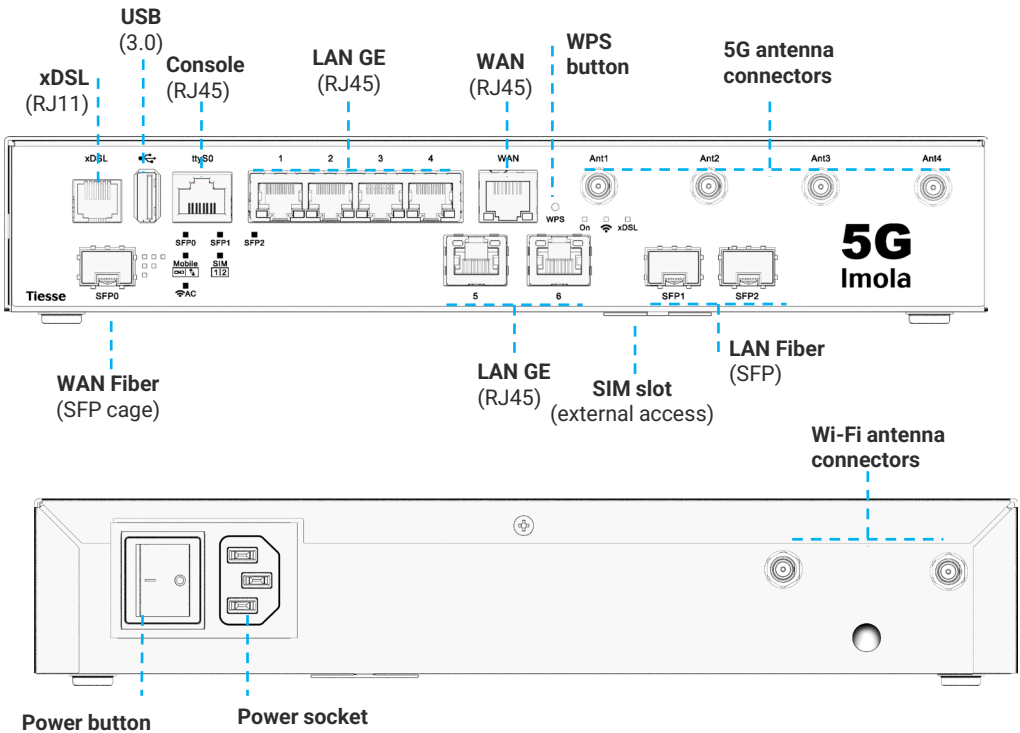 USB
(3.0)
xDSL
(RJ11)
Console
(RJ45)
LAN GE
(RJ45)
WAN
(RJ45)
WPS
button
5G antenna
connectors
xDSL
ttyS0
1 2 3 4
WAN
Ant1
Ant2
Ant3
Ant4
WPS
On
xDSL
SFP0 SFP1 SFP2
Mobile SIM
1 2
AC
5G
Imola
Tiesse
SFP0
5
6
SFP1
SFP2
WAN Fiber
(SFP cage)
LAN GE
(RJ45)
SIM slot
(external access)
LAN Fiber
(SFP)
Wi-Fi antenna
connectors
Power button
Power socket